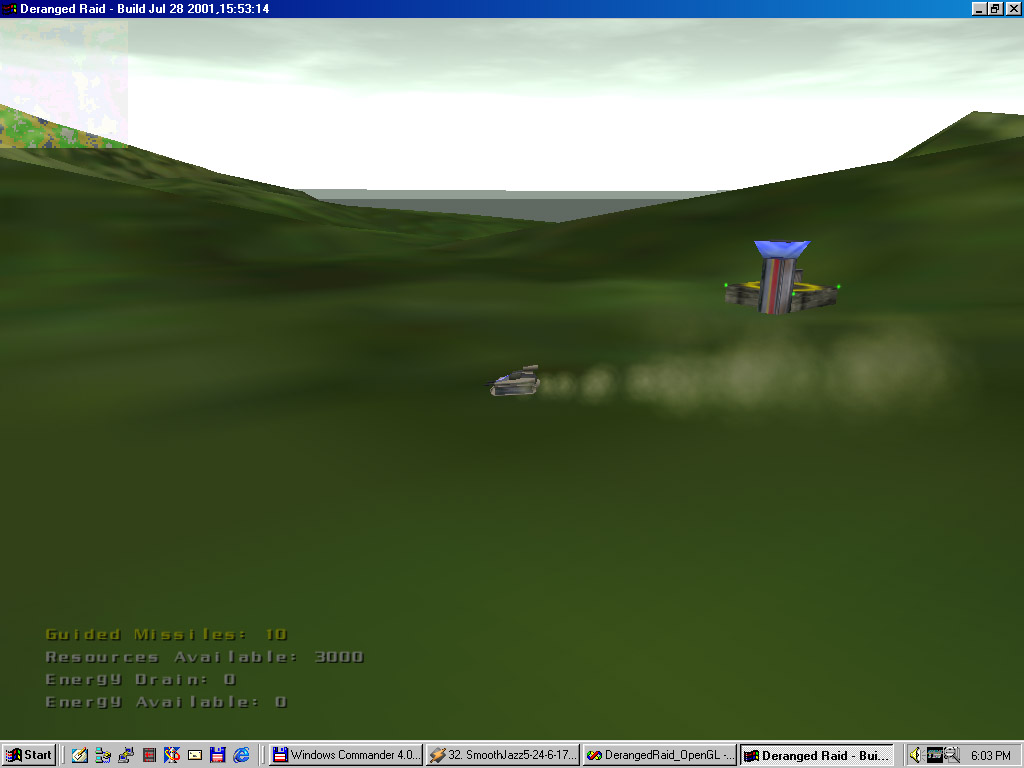 Deranged Raid - Build Jul 28 2001,15:53:14
Guided Missiles: 10
Resources Available: 3000
Energy Drain: 0
Energy Available: 0
Start
Windows Commander 4.0...
32. SmoothJazz5-24-6-17...
DerangedRaid_OpenGL -...
Deranged Raid - Bui...
6:03 PM